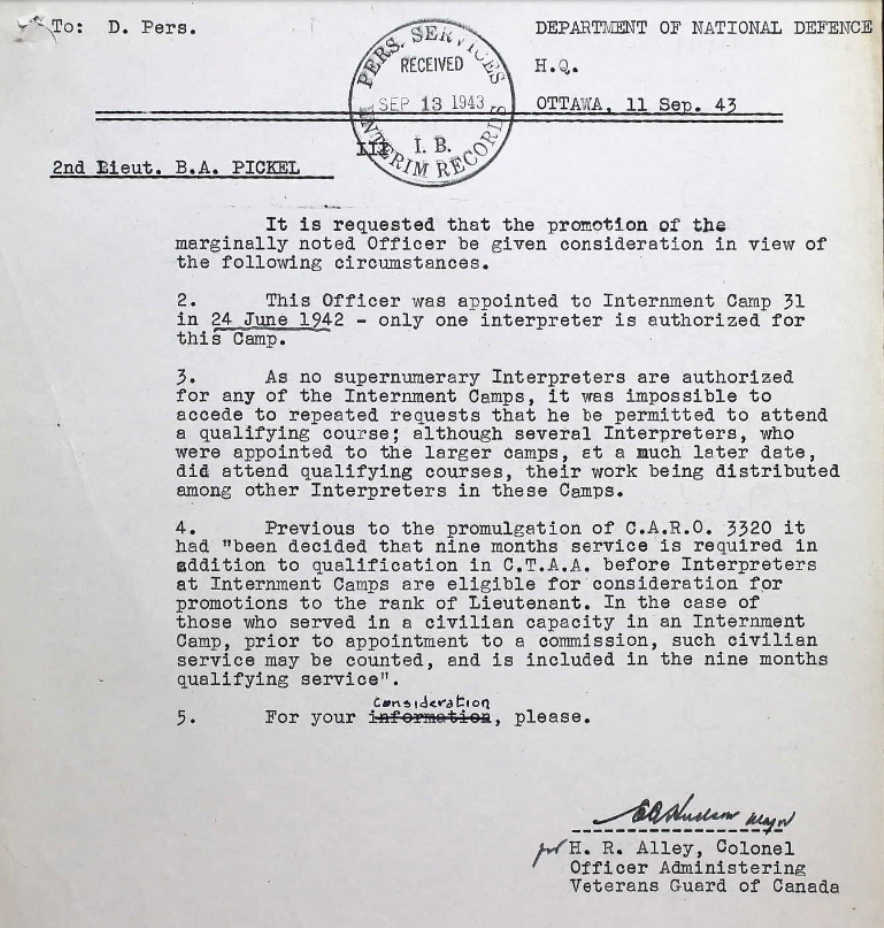 To: D. Pers.
DEPARTMENT OF NATIONAL DEFENCE
H.Q.
OTTAWA, 11 Sep. 43
PERS. SERVICES
RECEIVED
SEP 13 1943
I. B.
INTERIM RECORDS
III
2nd Lieut. B.A. PICKEL
It is requested that the promotion of the
marginally noted Officer be given consideration in view of
the following circumstances.
2. This Officer was appointed to Internment Camp 31
in 24 June 1942 - only one interpreter is authorized for
this Camp.
3. As no supernumerary Interpreters are authorized
for any of the Internment Camps, it was impossible to
accede to repeated requests that he be permitted to attend
a qualifying course; although several Interpreters, who
were appointed to the larger camps, at a much later date,
did attend qualifying courses, their work being distributed
among other Interpreters in these Camps.
4. Previous to the promulgation of C.A.R.O. 3320 it
had "been decided that nine months service is required in
addition to qualification in C.T.A.A. before Interpreters
at Internment Camps are eligible for consideration for
promotions to the rank of Lieutenant. In the case of
those who served in a civilian capacity in an Internment
Camp, prior to appointment to a commission, such civilian
service may be counted, and is included in the nine months
qualifying service".
Consideration
5. For your information, please.
Major
for H. R. Alley, Colonel
Officer Administering
Veterans Guard of Canada